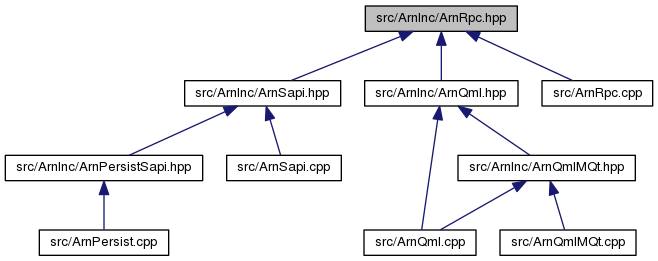 src/ArnInc/ArnRpc.hpp
src/ArnInc/ArnSapi.hpp
src/ArnInc/ArnQml.hpp
src/ArnRpc.cpp
src/ArnInc/ArnPersistSapi.hpp
src/ArnSapi.cpp
src/ArnInc/ArnQmlMQt.hpp
src/ArnPersist.cpp
src/ArnQml.cpp
src/ArnQmlMQt.cpp